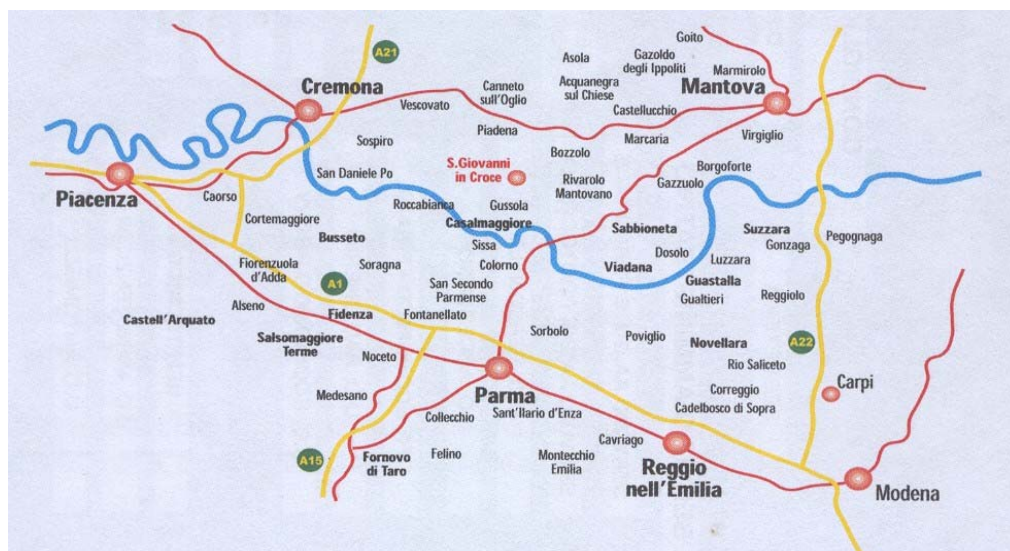 A21
Goito
Asola
Gazoldo
degli Ippoliti
Marmirolo
Cremona
Canneto
sull'Oglio
Acquanegra
sul Chiese
Mantova
Vescovato
Castellucchio
Piadena
Marcaria
Virgiglio
Sospiro
Bozzolo
S.Giovanni
in Croce
Borgoforte
San Daniele Po
Rivarolo
Mantovano
Gazzuolo
Piacenza
Caorso
Roccabianca
Gussola
Cortemaggiore
Casalmaggiore
Sabbioneta
Suzzara
Pegognaga
Busseto
Sissa
Gonzaga
Dosolo
Luzzara
Fiorenzuola
d'Adda
Soragna
Colorno
Viadana
A1
San Secondo
Parmense
Guastalla
Gualtieri
Reggiolo
Alseno
Castell'Arquato
Fidenza
Fontanellato
Sorbolo
Salsomaggiore
Terme
Poviglio
Novellara
A22
Noceto
Rio Saliceto
Medesano
Parma
Correggio
Carpi
Collecchio
Sant'Ilario d'Enza
Cadelbosco di Sopra
A15
Fornovo
di Taro
Felino
Montecchio
Emilia
Cavriago
Reggio
nell'Emilia
Modena